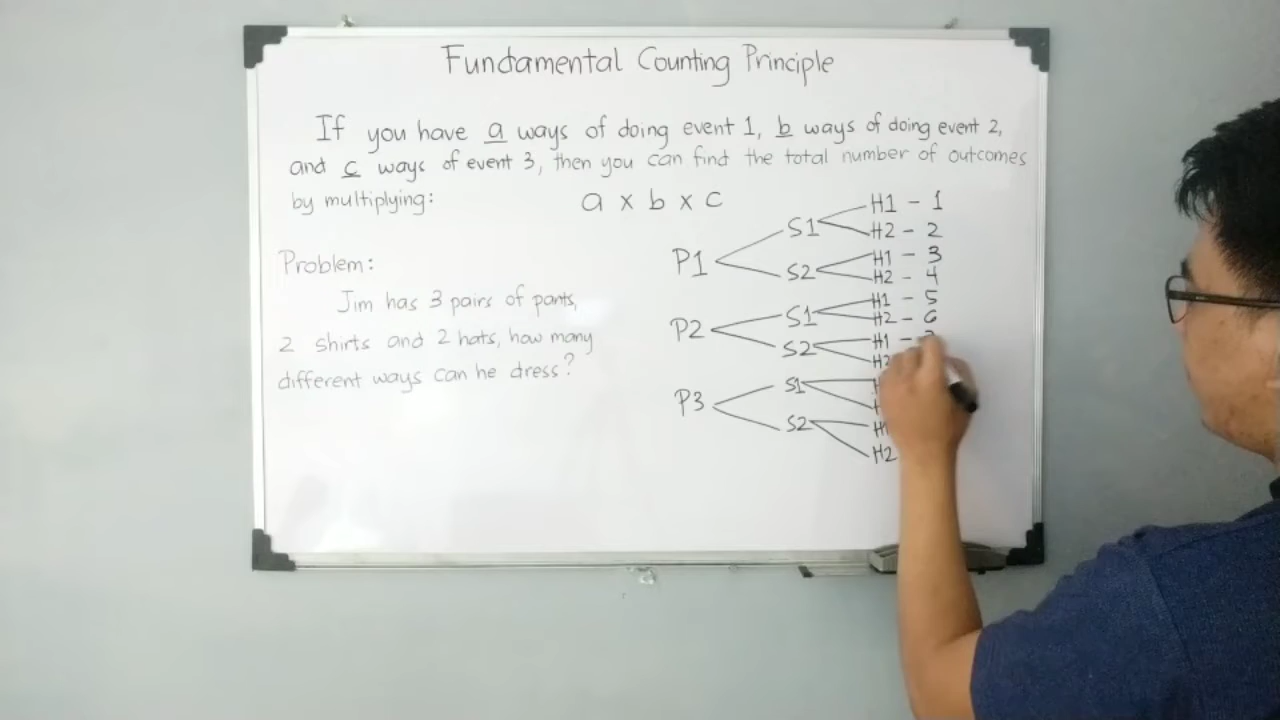 Fundamental Counting Principle
If you have a ways of doing event 1, b ways of doing event 2,
and c ways of event 3, then you can find the total number of outcomes
by multiplying: a x b x c
Problem:
Jim has 3 pairs of pants,
2 shirts and 2 hats, how many
different ways can he dress?
P1
S1
H1 - 1
H2 - 2
S2
H1 - 3
H2 - 4
P2
S1
H1 - 5
H2 - 6
S2
H1 -
P3
S1
S2
H1
H2